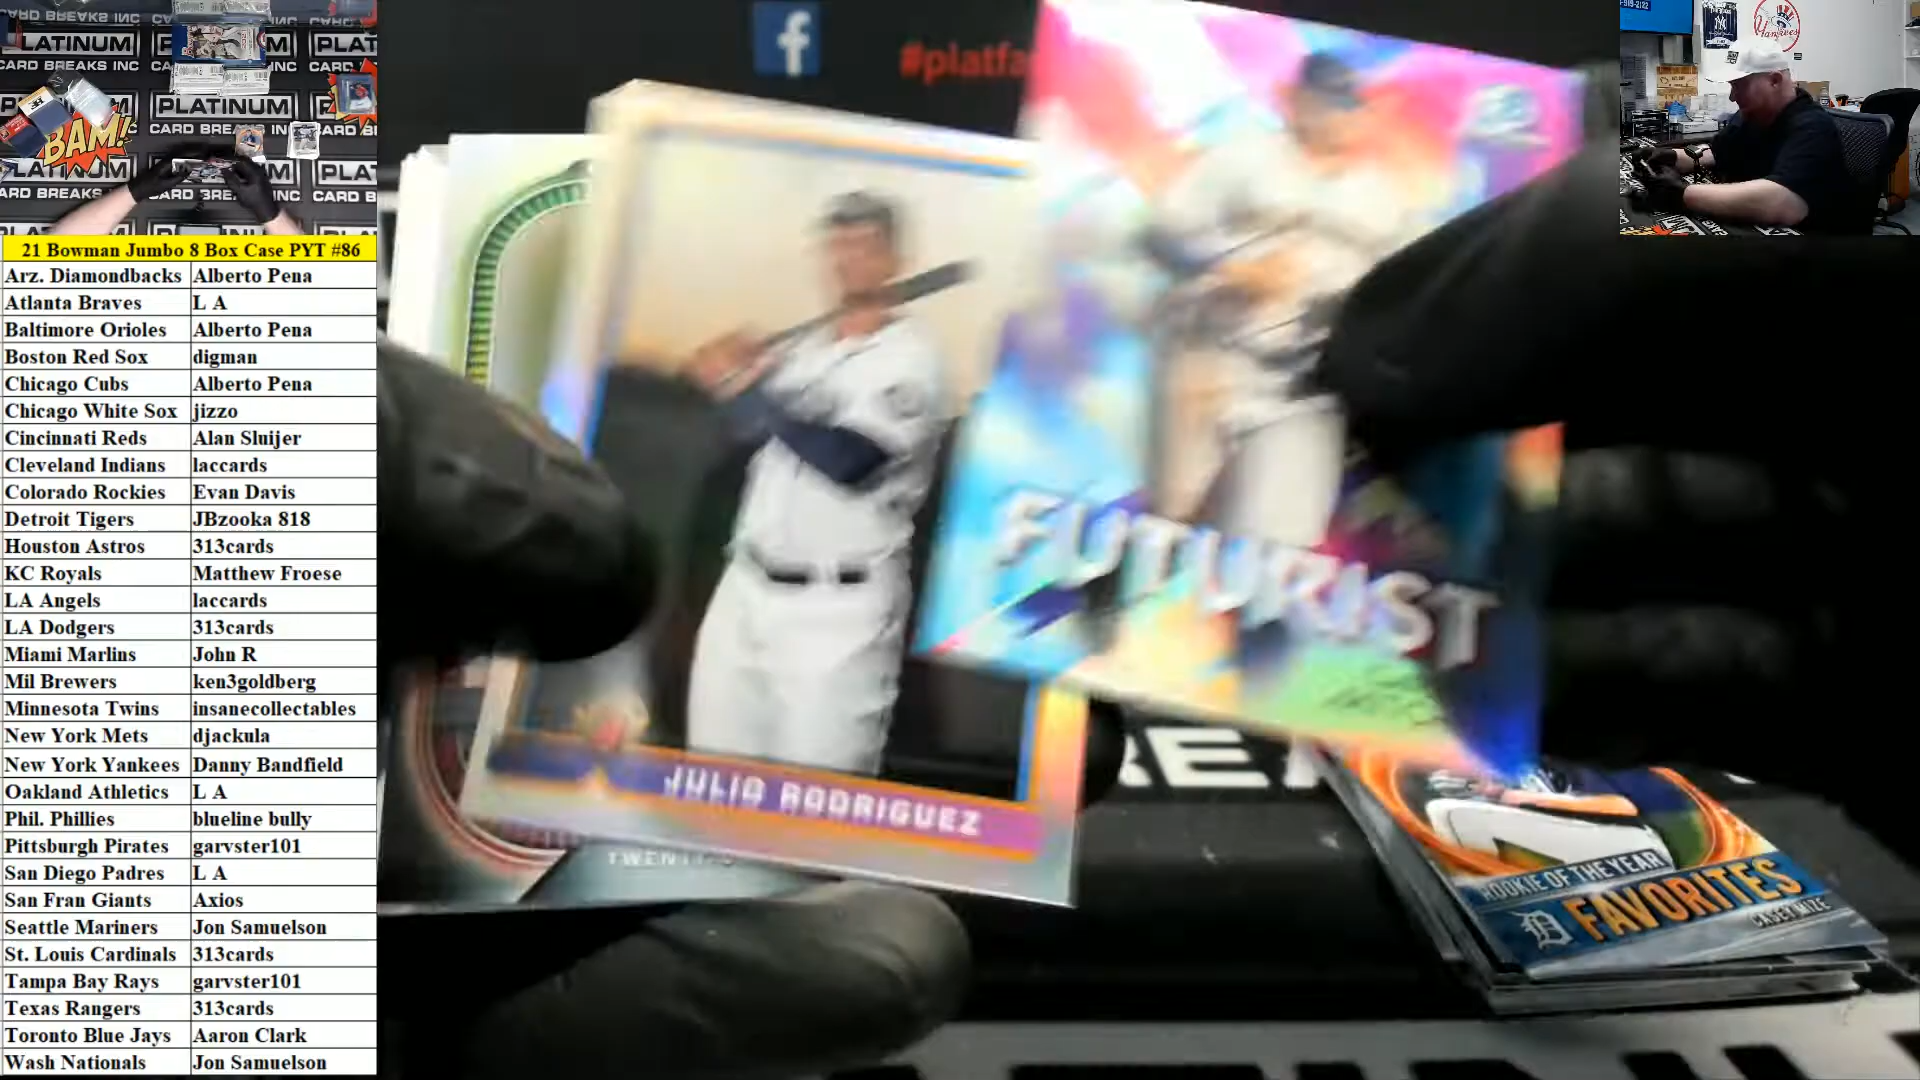 PLATINUM
CARD BREAKS INC
PLATINUM
CARD BREAKS INC
BAM!
21 Bowman Jumbo 8 Box Case PYT #86
Arz. Diamondbacks Alberto Pena
Atlanta Braves L A
Baltimore Orioles Alberto Pena
Boston Red Sox digman
Chicago Cubs Alberto Pena
Chicago White Sox jizzo
Cincinnati Reds Alan Sluijer
Cleveland Indians laccards
Colorado Rockies Evan Davis
Detroit Tigers JBzooka 818
Houston Astros 313cards
KC Royals Matthew Froese
LA Angels laccards
LA Dodgers 313cards
Miami Marlins John R
Mil Brewers ken3goldberg
Minnesota Twins insanecollectables
New York Mets djackula
New York Yankees Danny Bandfield
Oakland Athletics L A
Phil. Phillies blueline bully
Pittsburgh Pirates garvster101
San Diego Padres L A
San Fran Giants Axios
Seattle Mariners Jon Samuelson
St. Louis Cardinals 313cards
Tampa Bay Rays garvster101
Texas Rangers 313cards
Toronto Blue Jays Aaron Clark
Wash Nationals Jon Samuelson
f
#platfa
FUTURIST
JULIO RODRIGUEZ
ROOKIE OF THE YEAR
FAVORITES
CASEY MIZE
Yankees